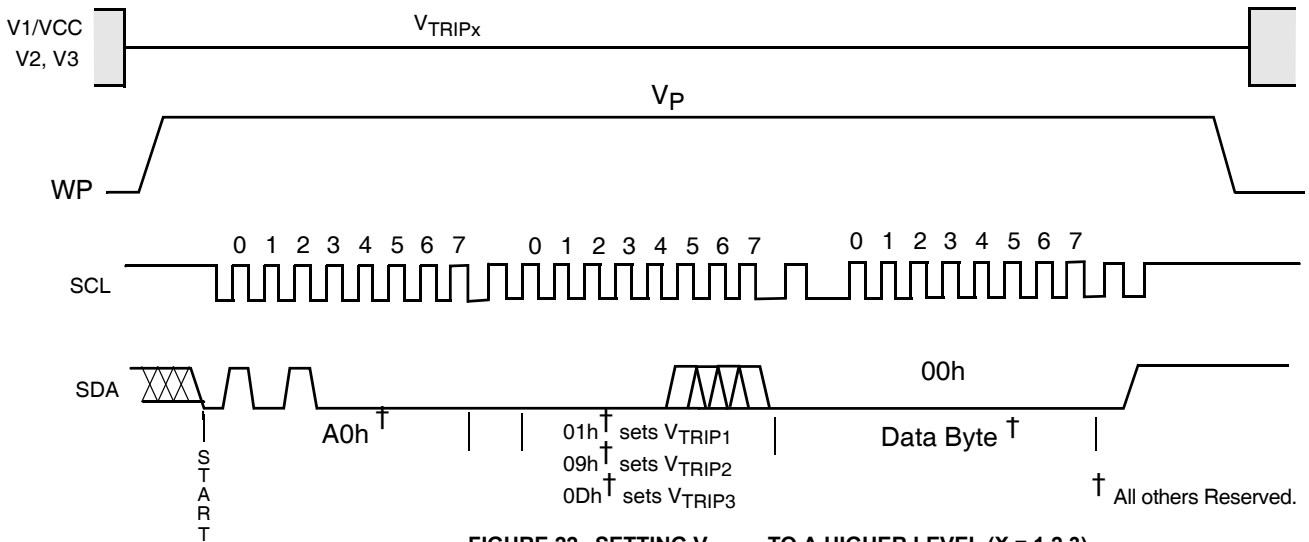 V1/VCC
V2, V3
VTRIPx
VP
WP
0 1 2 3 4 5 6 7 0 1 2 3 4 5 6 7 0 1 2 3 4 5 6 7
SCL
SDA
00h
A0h †
01h† sets VTRIP1
09h† sets VTRIP2
0Dh† sets VTRIP3
Data Byte †
† All others Reserved.
START